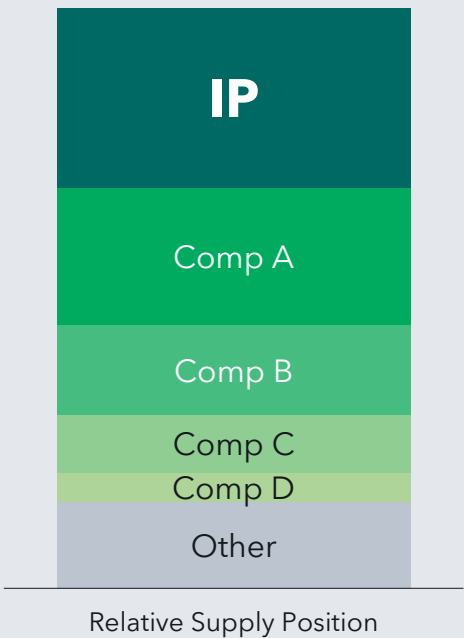 IP
Comp A
Comp B
Comp C
Comp D
Other
Relative Supply Position